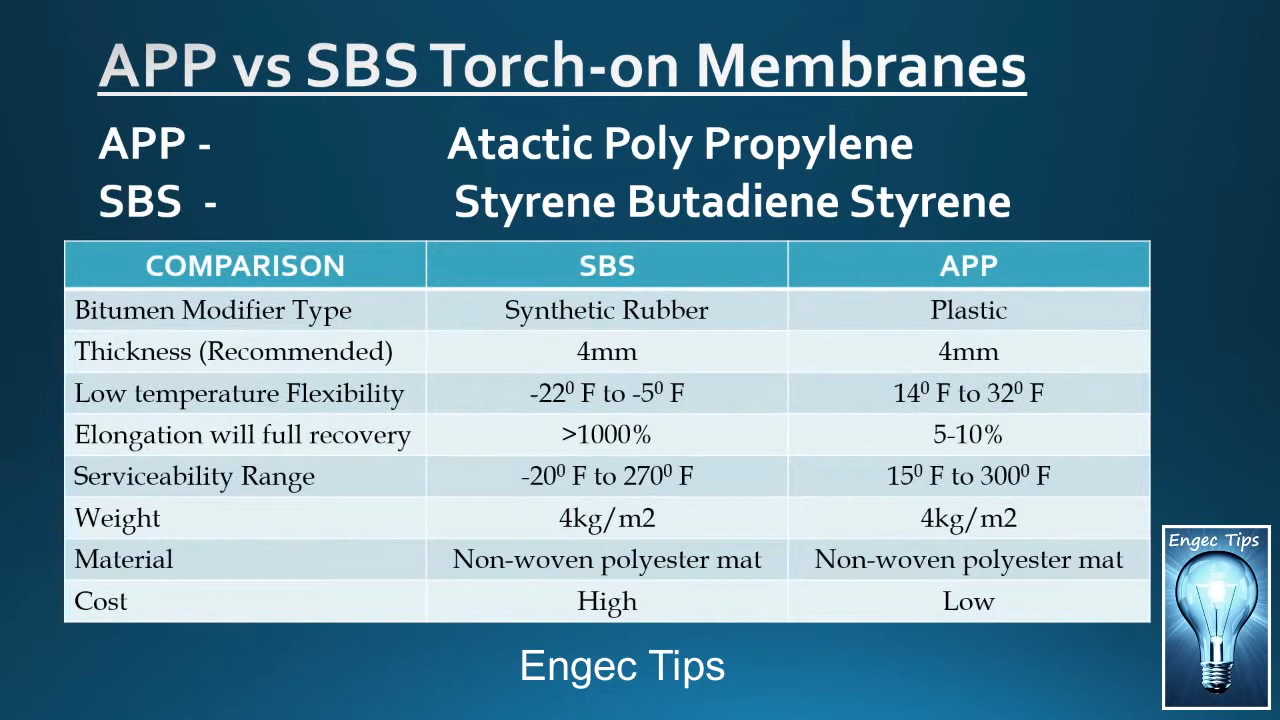 APP vs SBS Torch-on Membranes
APP - Atactic Poly Propylene
SBS - Styrene Butadiene Styrene
COMPARISON SBS APP
Bitumen Modifier Type Synthetic Rubber Plastic
Thickness (Recommended) 4mm 4mm
Low temperature Flexibility -22⁰ F to -5⁰ F 14⁰ F to 32⁰ F
Elongation will full recovery >1000% 5-10%
Serviceability Range -20⁰ F to 270⁰ F 15⁰ F to 300⁰ F
Weight 4kg/m2 4kg/m2
Material Non-woven polyester mat Non-woven polyester mat
Cost High Low
Engec Tips
Engec Tips